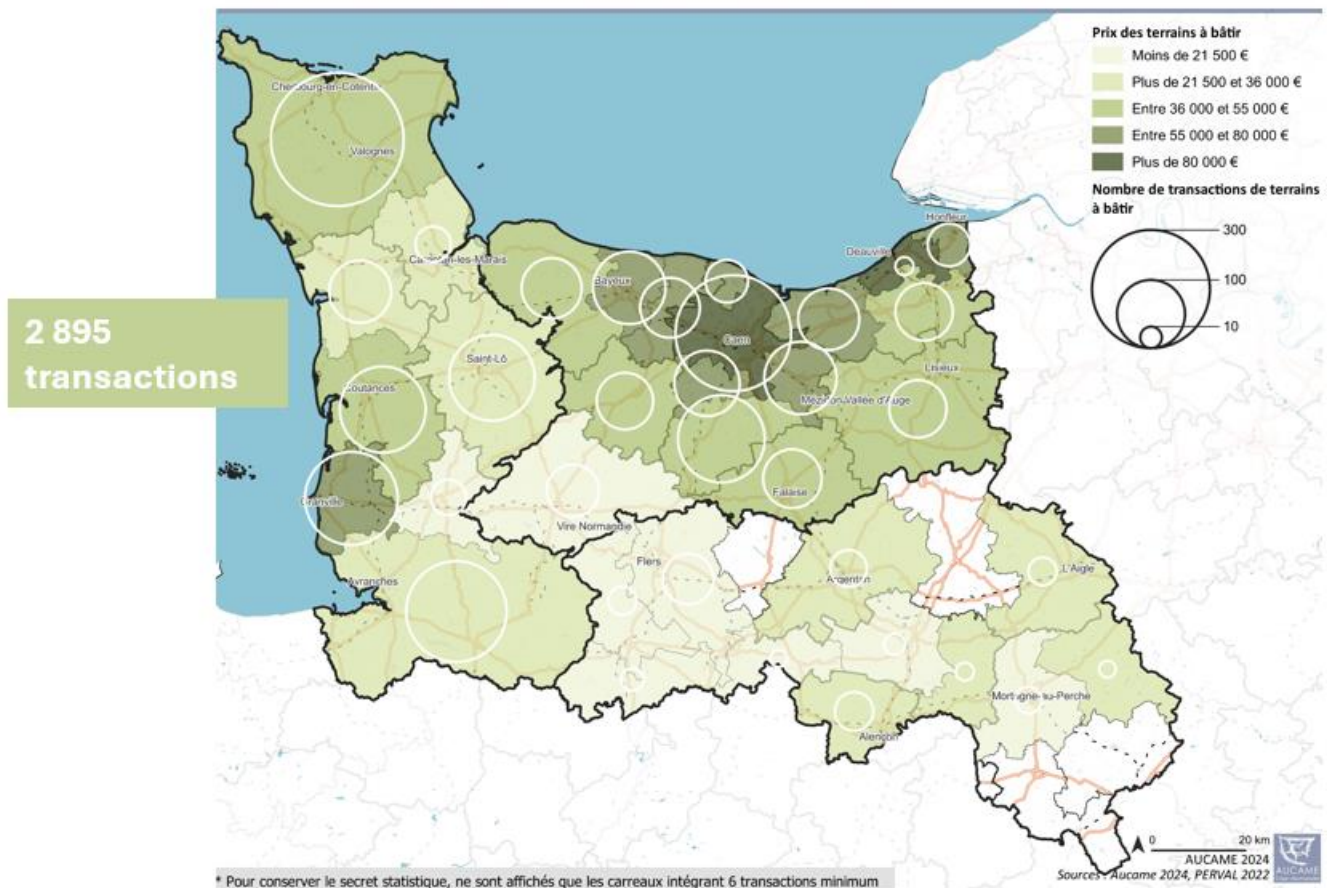 2 895
transactions
Prix des terrains à bâtir
Moins de 21 500 €
Plus de 21 500 et 36 000 €
Entre 36 000 et 55 000 €
Entre 55 000 et 80 000 €
Plus de 80 000 €
Nombre de transactions de terrains
à bâtir
300
100
10
Cherbourg-en-Cotentin
Valognes
Honfleur
Deauville
Carentan-les-Marais
Bayeux
Caen
Saint-Lô
Lisieux
Coutances
Mézidon-Vallée d'Auge
Granville
Falaise
Vire Normandie
Flers
Avranches
Argentan
L'Aigle
Mortagne-au-Perche
Alençon
0 20 km
AUCAME 2024
Sources : Aucame 2024, PERVAL 2022
AUCAME
* Pour conserver le secret statistique, ne sont affichés que les carreaux intégrant 6 transactions minimum